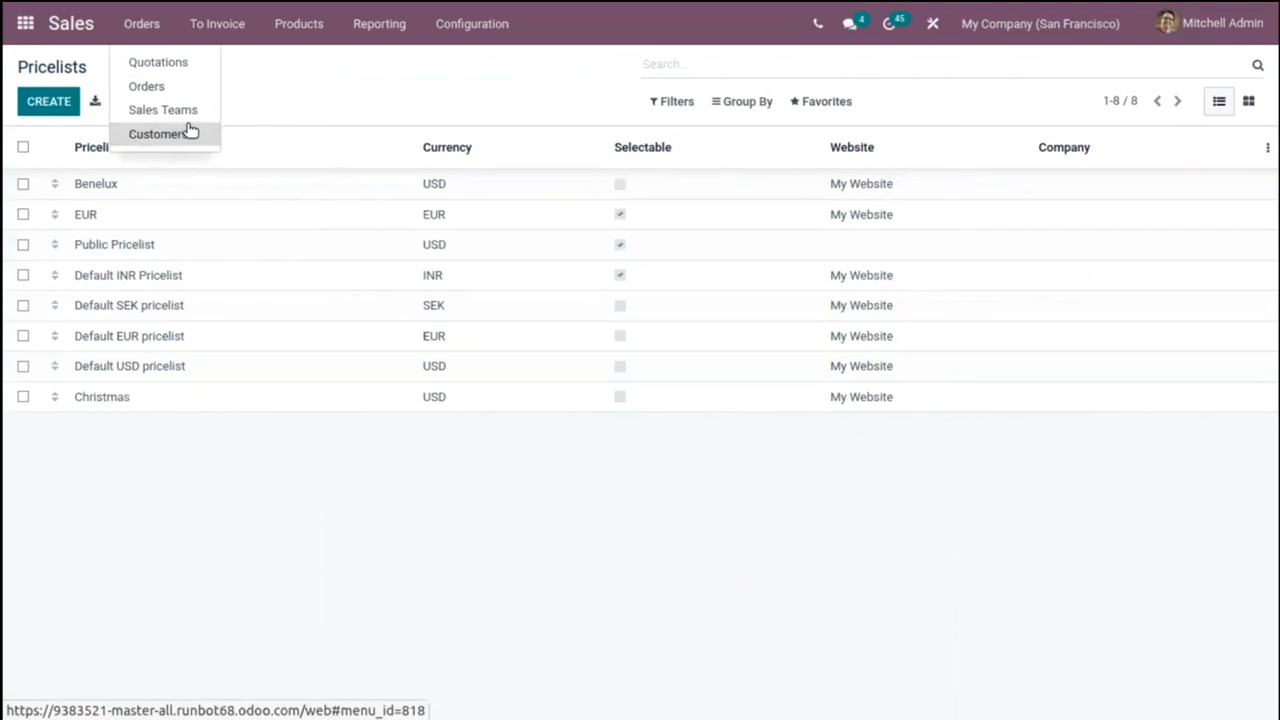 Sales Orders To Invoice Products Reporting Configuration 4 45 My Company (San Francisco) Mitchell Admin
Pricelists
Quotations
Orders
Sales Teams
Customers
Search...
CREATE
Filters Group By Favorites 1-8 / 8
Priceli Currency Selectable Website Company
Benelux USD My Website
EUR EUR My Website
Public Pricelist USD
Default INR Pricelist INR My Website
Default SEK pricelist SEK My Website
Default EUR pricelist EUR My Website
Default USD pricelist USD My Website
Christmas USD My Website
https://9383521-master-all.runbot68.odoo.com/web#menu_id=818